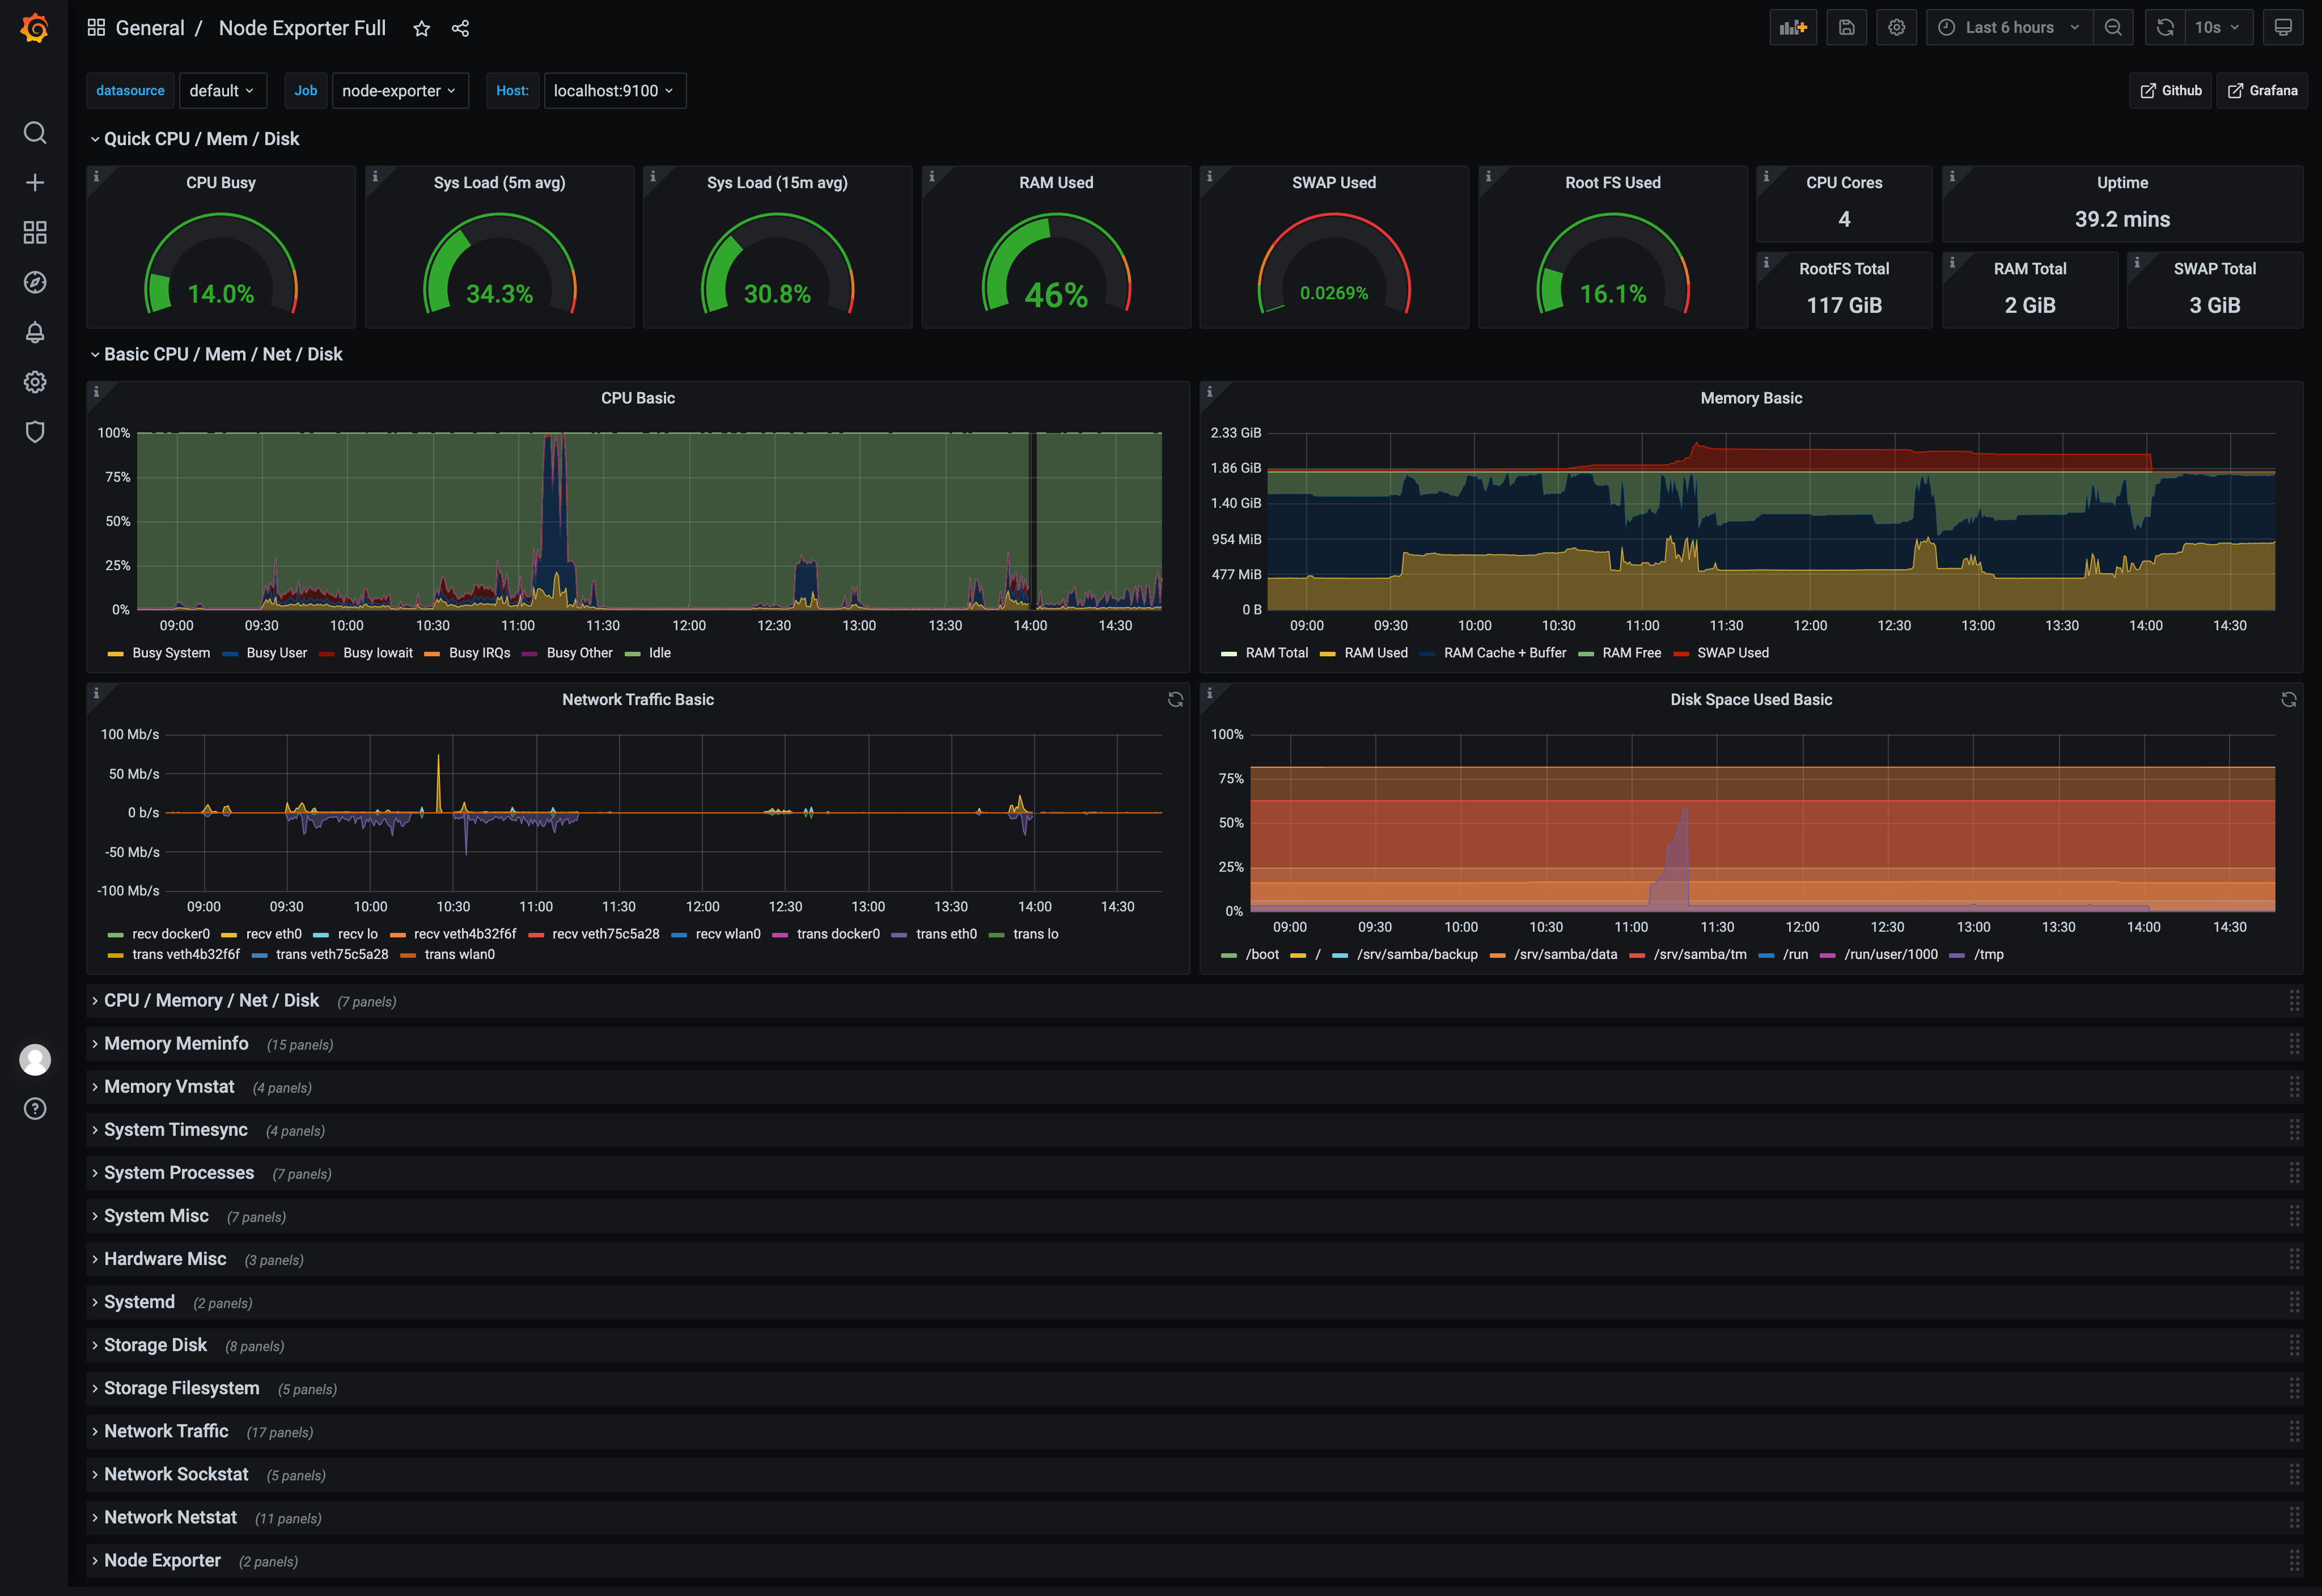 General / Node Exporter Full
Last 6 hours
10s
datasource default Job node-exporter Host: localhost:9100
Github Grafana
Quick CPU / Mem / Disk
CPU Busy
14.0%
Sys Load (5m avg)
34.3%
Sys Load (15m avg)
30.8%
RAM Used
46%
SWAP Used
0.0269%
Root FS Used
16.1%
CPU Cores
4
Uptime
39.2 mins
RootFS Total
117 GiB
RAM Total
2 GiB
SWAP Total
3 GiB
Basic CPU / Mem / Net / Disk
CPU Basic
100%
75%
50%
25%
0%
09:00 09:30 10:00 10:30 11:00 11:30 12:00 12:30 13:00 13:30 14:00 14:30
Busy System Busy User Busy Iowait Busy IRQs Busy Other Idle
Memory Basic
2.33 GiB
1.86 GiB
1.40 GiB
954 MiB
477 MiB
0 B
09:00 09:30 10:00 10:30 11:00 11:30 12:00 12:30 13:00 13:30 14:00 14:30
RAM Total RAM Used RAM Cache + Buffer RAM Free SWAP Used
Network Traffic Basic
100 Mb/s
50 Mb/s
0 b/s
-50 Mb/s
-100 Mb/s
09:00 09:30 10:00 10:30 11:00 11:30 12:00 12:30 13:00 13:30 14:00 14:30
recv docker0 recv eth0 recv lo recv veth4b32f6f recv veth75c5a28 recv wlan0 trans docker0 trans eth0 trans lo
trans veth4b32f6f trans veth75c5a28 trans wlan0
Disk Space Used Basic
100%
75%
50%
25%
0%
09:00 09:30 10:00 10:30 11:00 11:30 12:00 12:30 13:00 13:30 14:00 14:30
/boot / /srv/samba/backup /srv/samba/data /srv/samba/tm /run /run/user/1000 /tmp
CPU / Memory / Net / Disk (7 panels)
Memory Meminfo (15 panels)
Memory Vmstat (4 panels)
System Timesync (4 panels)
System Processes (7 panels)
System Misc (7 panels)
Hardware Misc (3 panels)
Systemd (2 panels)
Storage Disk (8 panels)
Storage Filesystem (5 panels)
Network Traffic (17 panels)
Network Sockstat (5 panels)
Network Netstat (11 panels)
Node Exporter (2 panels)